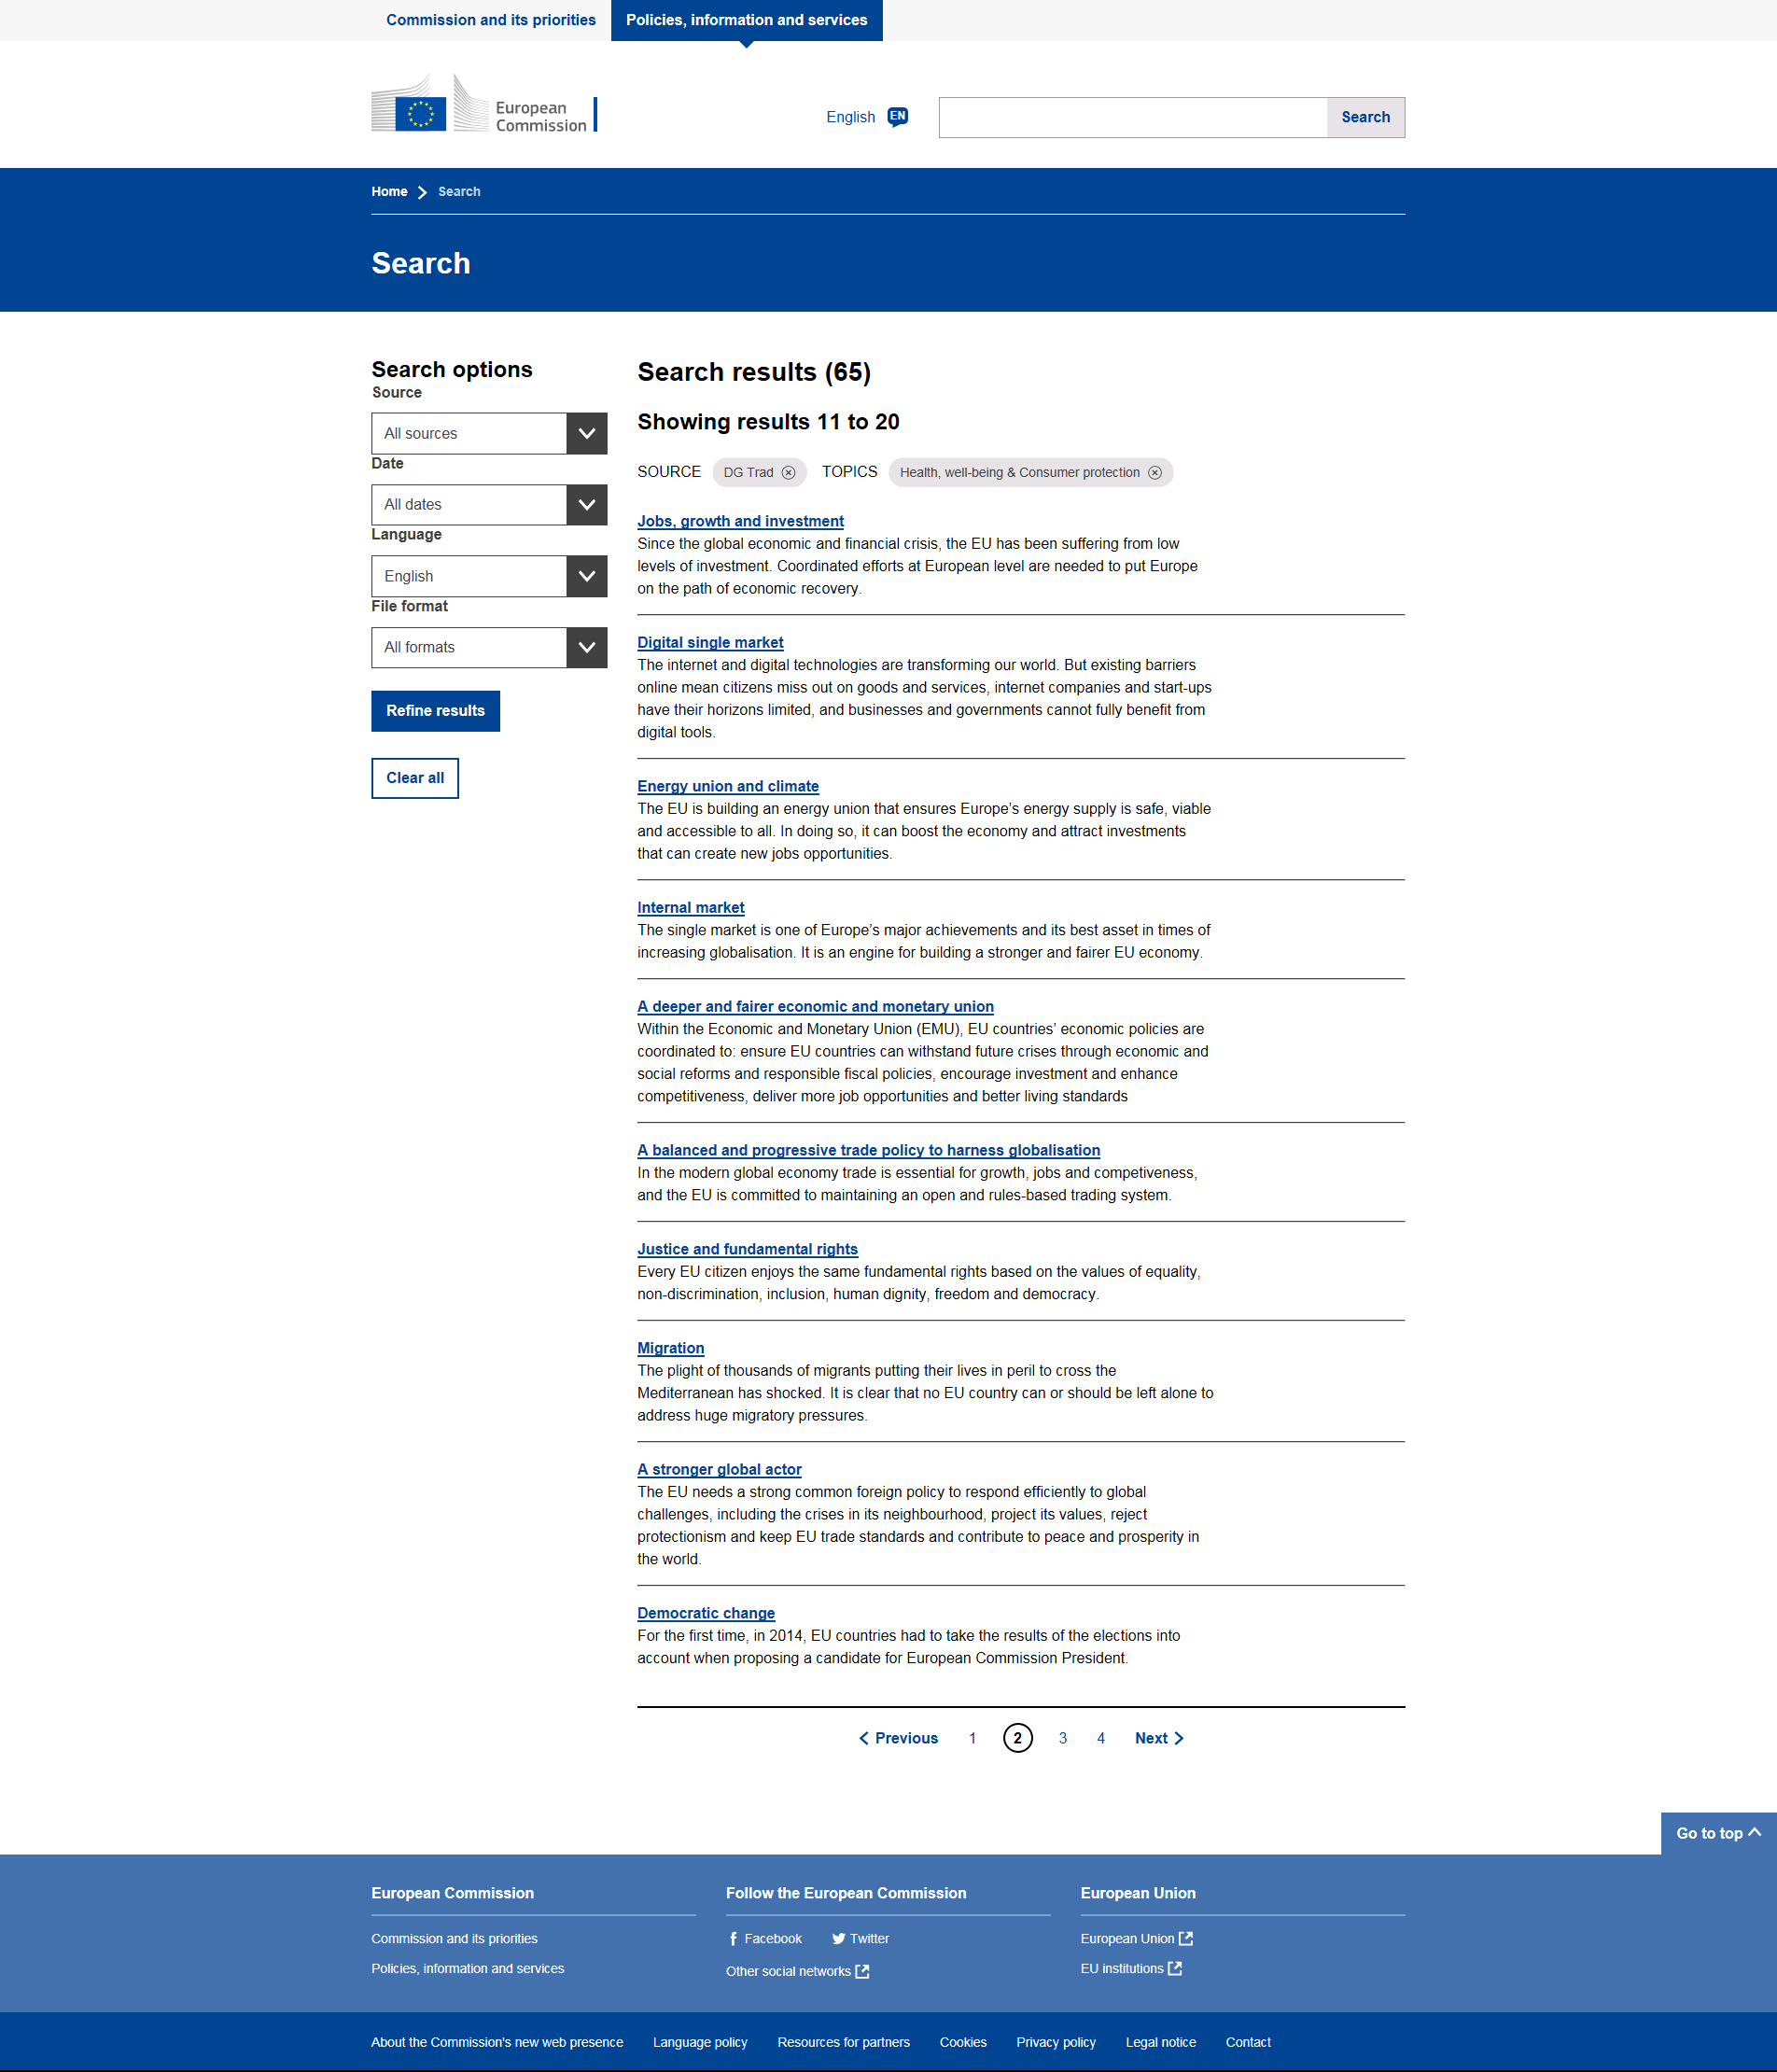 Commission and its priorities
Policies, information and services
European
Commission
English EN
Search
Home
Search
Search
Search options
Source
All sources
Date
All dates
Language
English
File format
All formats
Refine results
Clear all
Search results (65)
Showing results 11 to 20
SOURCE DG Trad TOPICS Health, well-being & Consumer protection
Jobs, growth and investment
Since the global economic and financial crisis, the EU has been suffering from low
levels of investment. Coordinated efforts at European level are needed to put Europe
on the path of economic recovery.
Digital single market
The internet and digital technologies are transforming our world. But existing barriers
online mean citizens miss out on goods and services, internet companies and start-ups
have their horizons limited, and businesses and governments cannot fully benefit from
digital tools.
Energy union and climate
The EU is building an energy union that ensures Europe’s energy supply is safe, viable
and accessible to all. In doing so, it can boost the economy and attract investments
that can create new jobs opportunities.
Internal market
The single market is one of Europe’s major achievements and its best asset in times of
increasing globalisation. It is an engine for building a stronger and fairer EU economy.
A deeper and fairer economic and monetary union
Within the Economic and Monetary Union (EMU), EU countries’ economic policies are
coordinated to: ensure EU countries can withstand future crises through economic and
social reforms and responsible fiscal policies, encourage investment and enhance
competitiveness, deliver more job opportunities and better living standards
A balanced and progressive trade policy to harness globalisation
In the modern global economy trade is essential for growth, jobs and competiveness,
and the EU is committed to maintaining an open and rules-based trading system.
Justice and fundamental rights
Every EU citizen enjoys the same fundamental rights based on the values of equality,
non-discrimination, inclusion, human dignity, freedom and democracy.
Migration
The plight of thousands of migrants putting their lives in peril to cross the
Mediterranean has shocked. It is clear that no EU country can or should be left alone to
address huge migratory pressures.
A stronger global actor
The EU needs a strong common foreign policy to respond efficiently to global
challenges, including the crises in its neighbourhood, project its values, reject
protectionism and keep EU trade standards and contribute to peace and prosperity in
the world.
Democratic change
For the first time, in 2014, EU countries had to take the results of the elections into
account when proposing a candidate for European Commission President.
Previous 1 2 3 4 Next
Go to top
European Commission
Commission and its priorities
Policies, information and services
Follow the European Commission
Facebook Twitter
Other social networks
European Union
European Union
EU institutions
About the Commission's new web presence Language policy Resources for partners Cookies Privacy policy Legal notice Contact